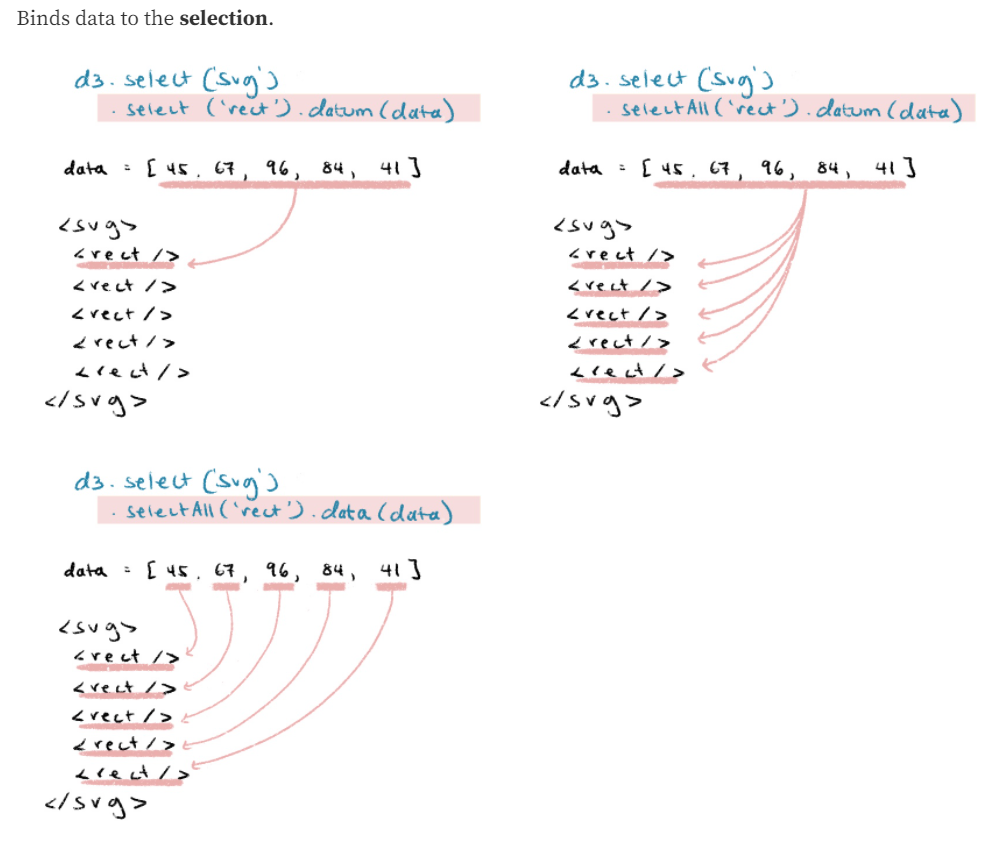 Binds data to the selection.
d3. select ('svg')
. select ('rect'). datum (data)
data = [ 45. 67, 96, 84, 41 ]
<svg>
<rect />
<rect />
<rect />
<rect />
<rect />
</svg>
d3. select ('svg')
. selectAll ('rect'). datum (data)
data = [ 45. 67, 96, 84, 41 ]
<svg>
<rect />
<rect />
<rect />
<rect />
<rect />
</svg>
d3. select ('svg')
. selectAll ('rect'). data (data)
data = [ 45. 67, 96, 84, 41 ]
<svg>
<rect />
<rect />
<rect />
<rect />
<rect />
</svg>